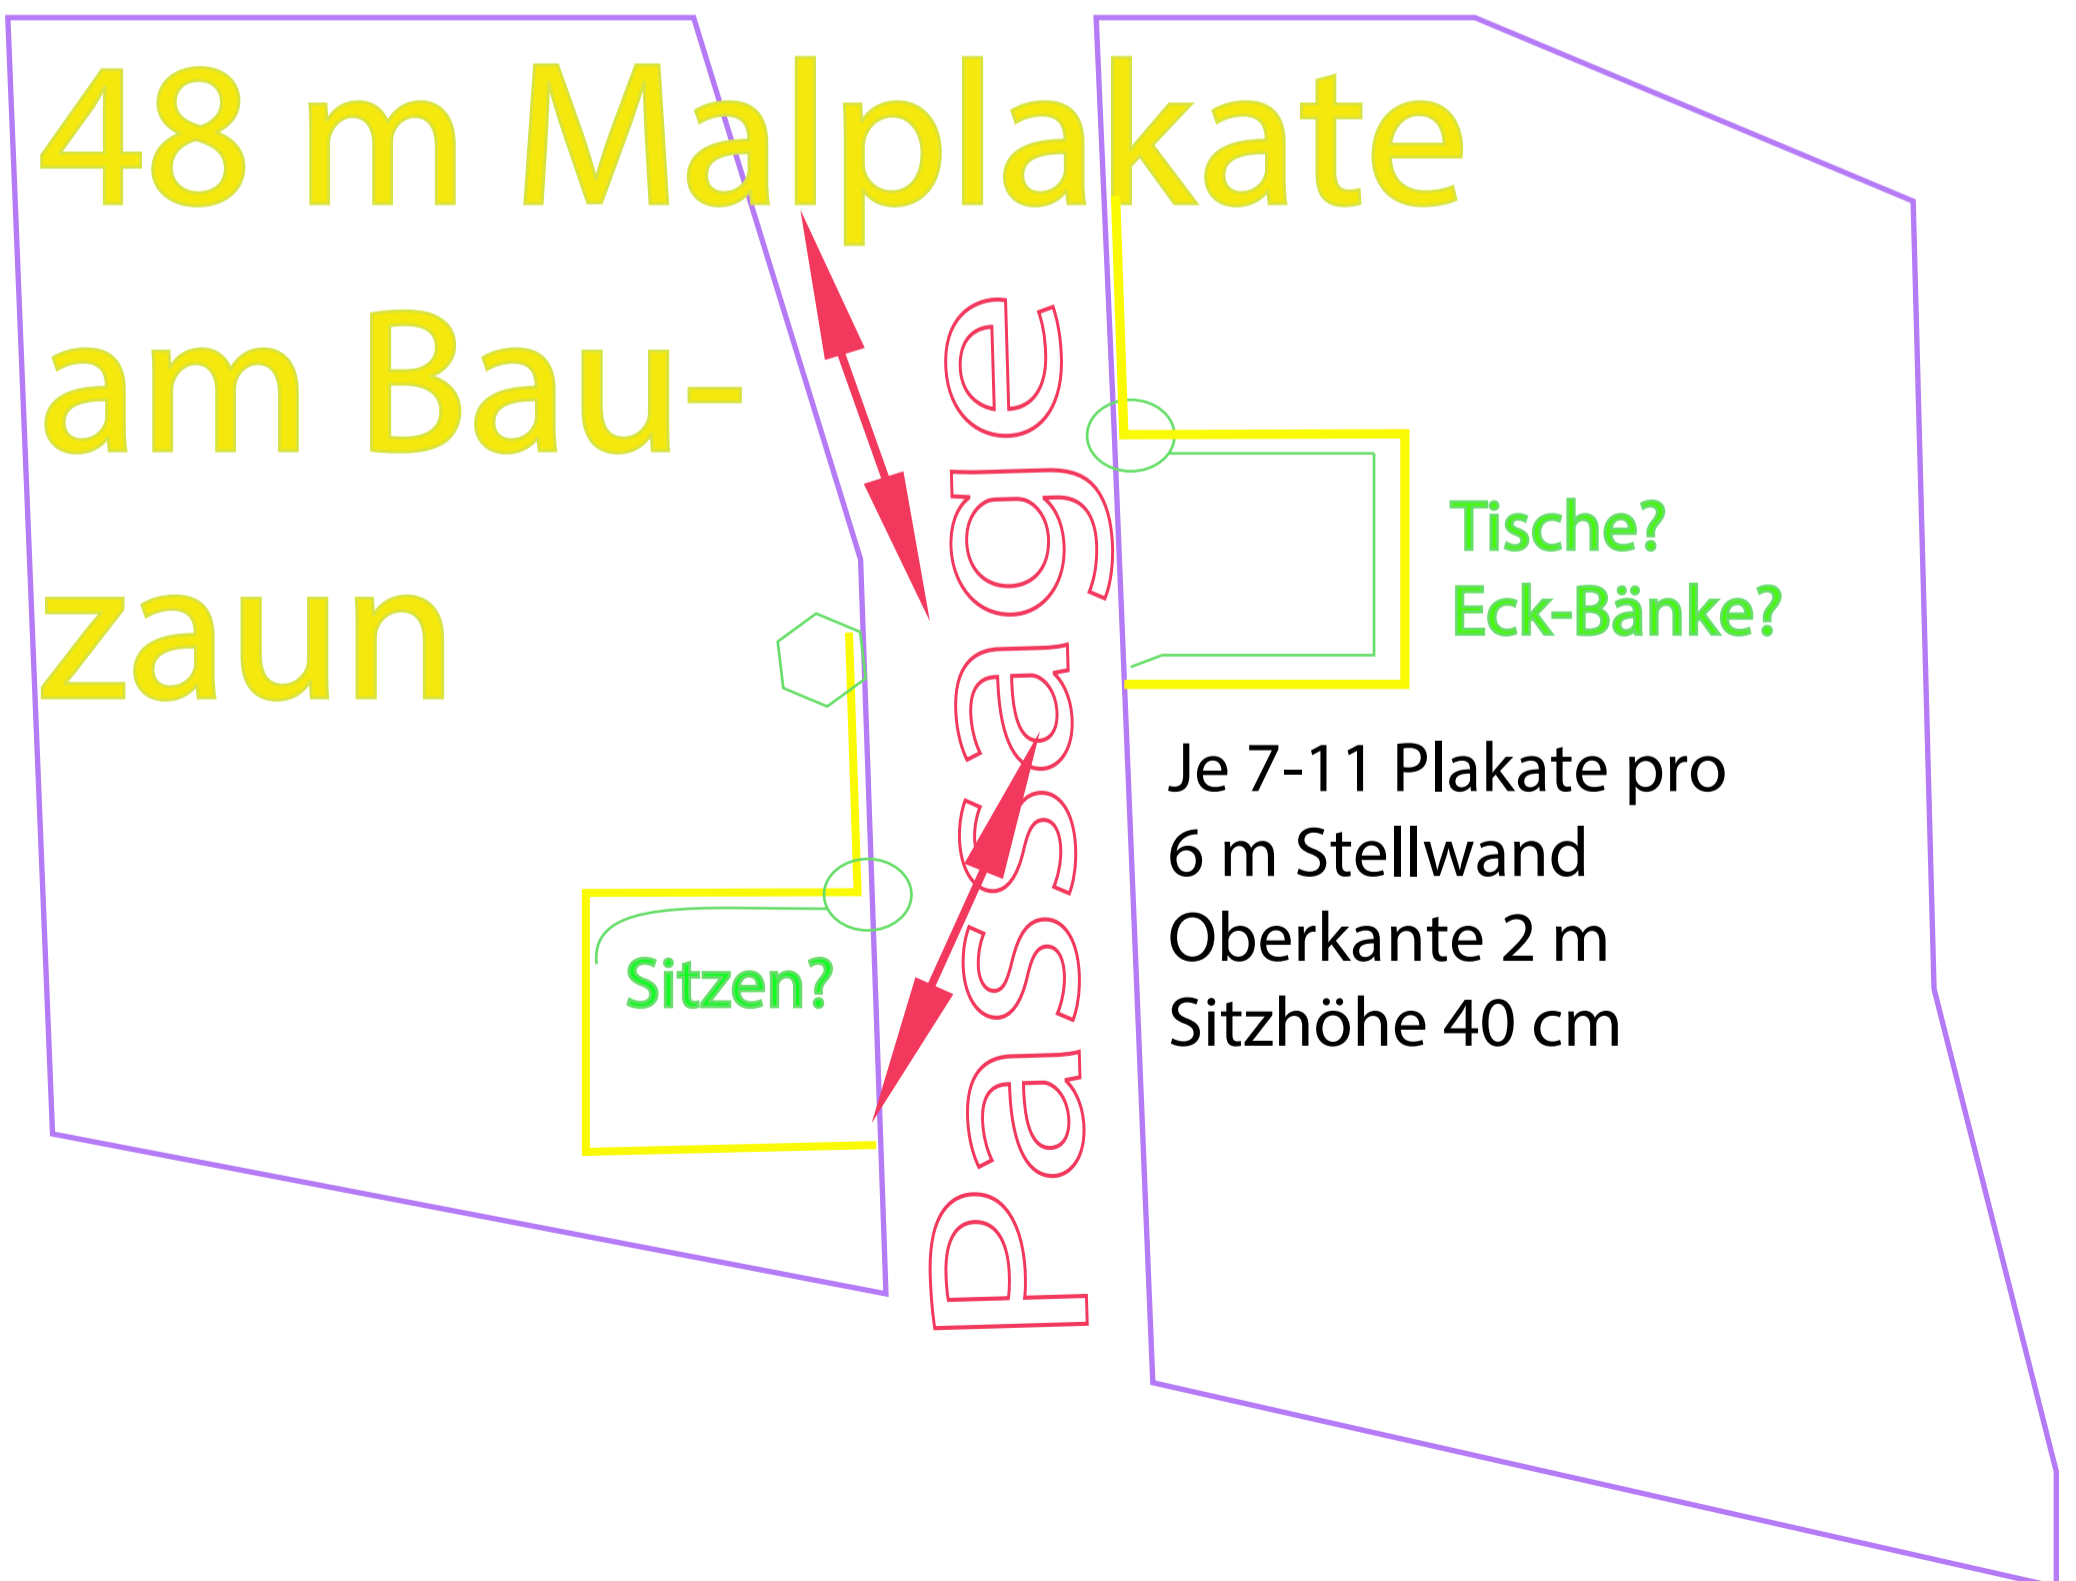 48 m Malplakate
am Bau-
zaun
Passage
Tische?
Eck-Bänke?
Je 7-11 Plakate pro
6 m Stellwand
Oberkante 2 m
Sitzhöhe 40 cm
Sitzen?